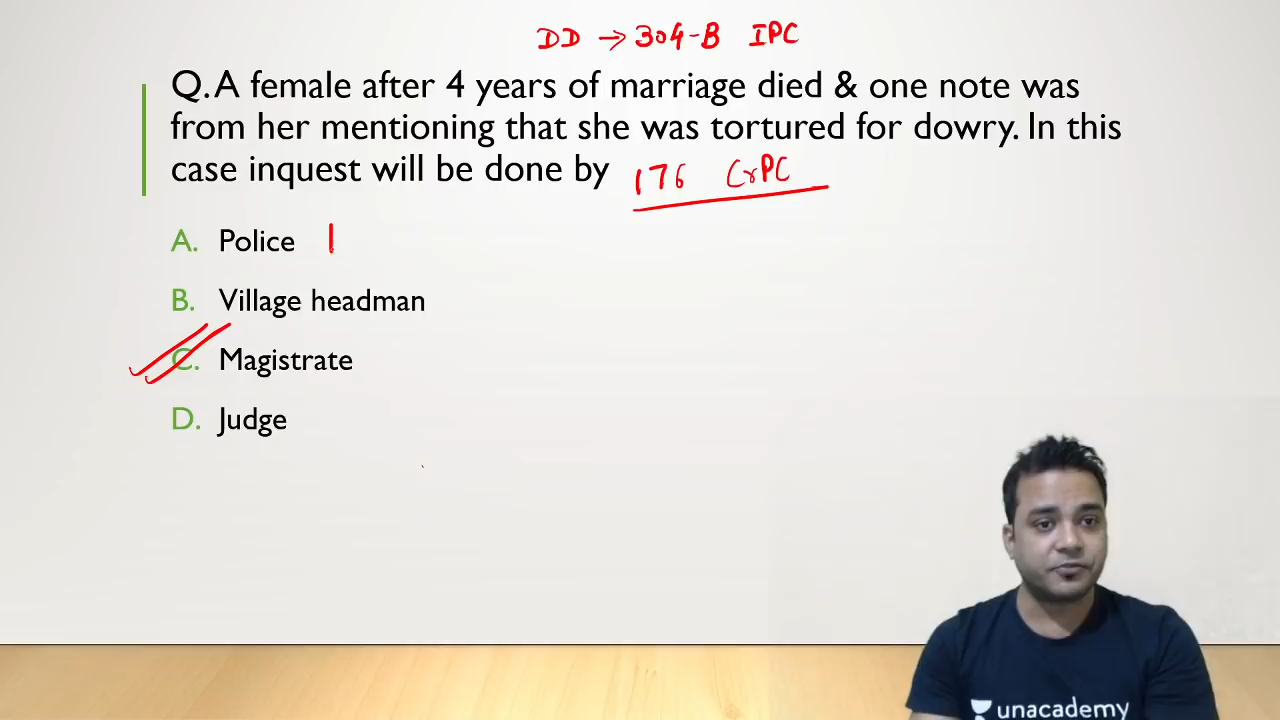 DD → 304-B IPC
Q. A female after 4 years of marriage died & one note was
from her mentioning that she was tortured for dowry. In this
case inquest will be done by 176 CrPC
A. Police |
B. Village headman
C. Magistrate
D. Judge
unacademy